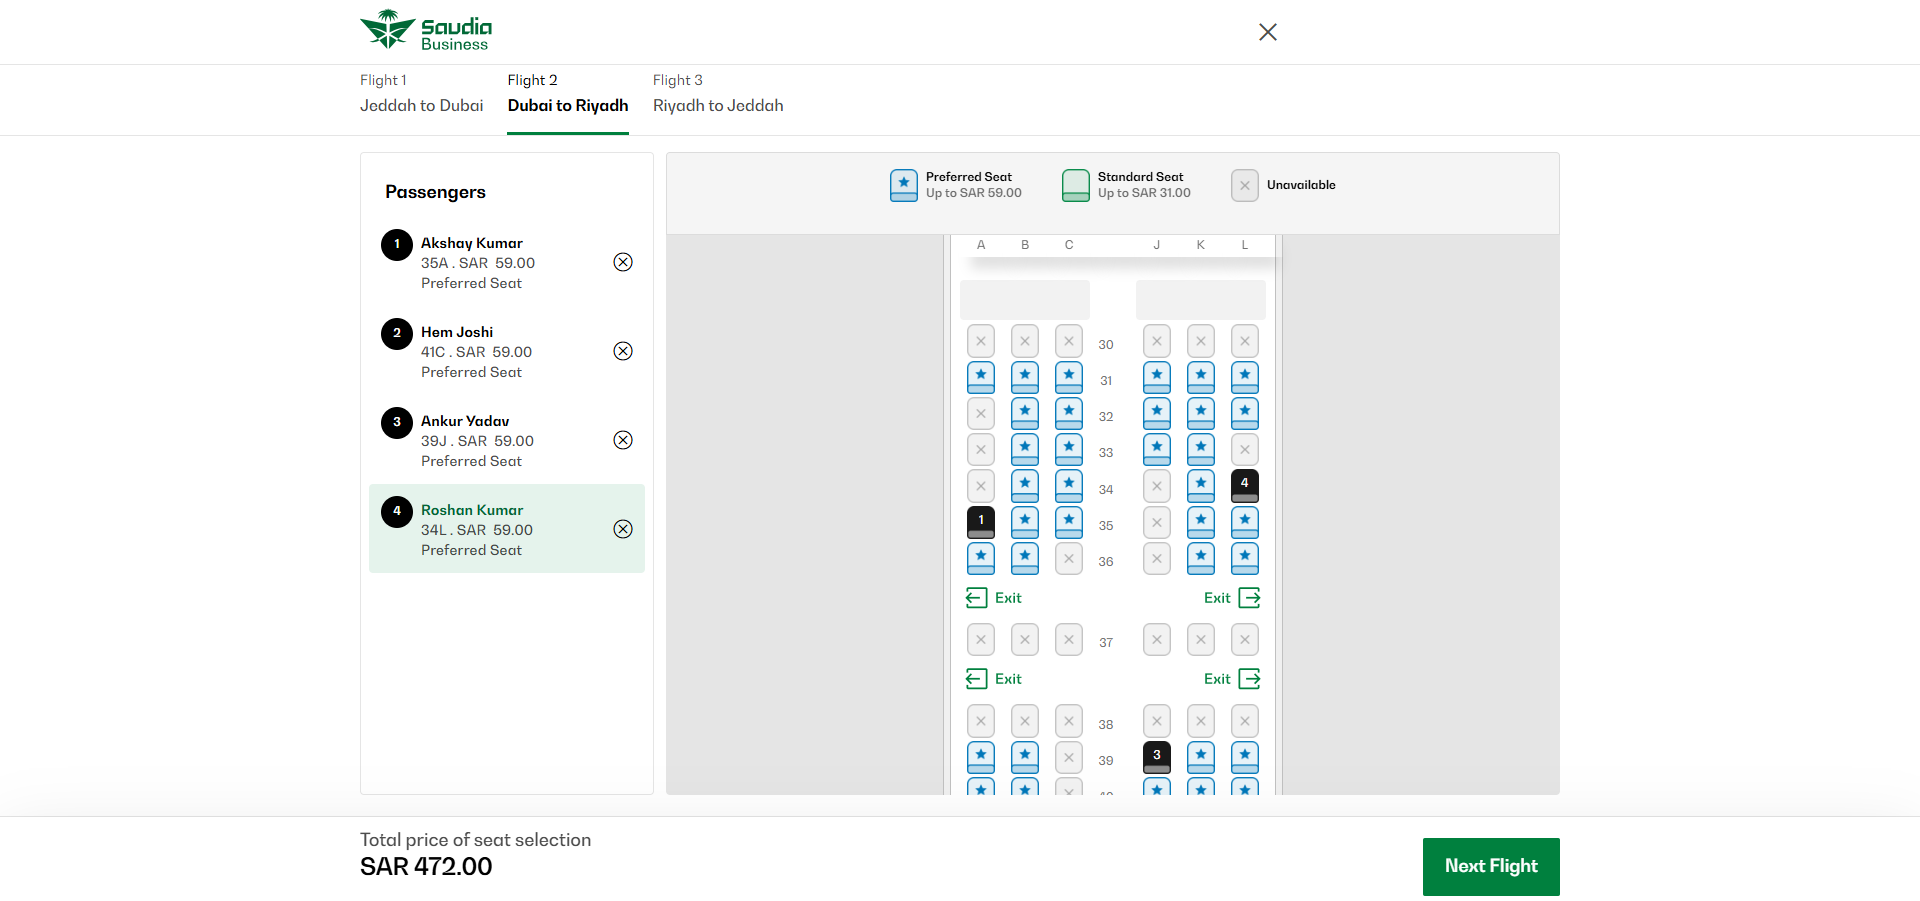 Saudia
Business
Flight 1
Jeddah to Dubai
Flight 2
Dubai to Riyadh
Flight 3
Riyadh to Jeddah
Passengers
1
Akshay Kumar
35A . SAR 59.00
Preferred Seat
2
Hem Joshi
41C . SAR 59.00
Preferred Seat
3
Ankur Yadav
39J . SAR 59.00
Preferred Seat
4
Roshan Kumar
34L . SAR 59.00
Preferred Seat
Preferred Seat
Up to SAR 59.00
Standard Seat
Up to SAR 31.00
Unavailable
A B C J K L
30
31
32
33
34 4
1 35
36
Exit Exit
37
Exit Exit
38
39 3
Total price of seat selection
SAR 472.00
Next Flight